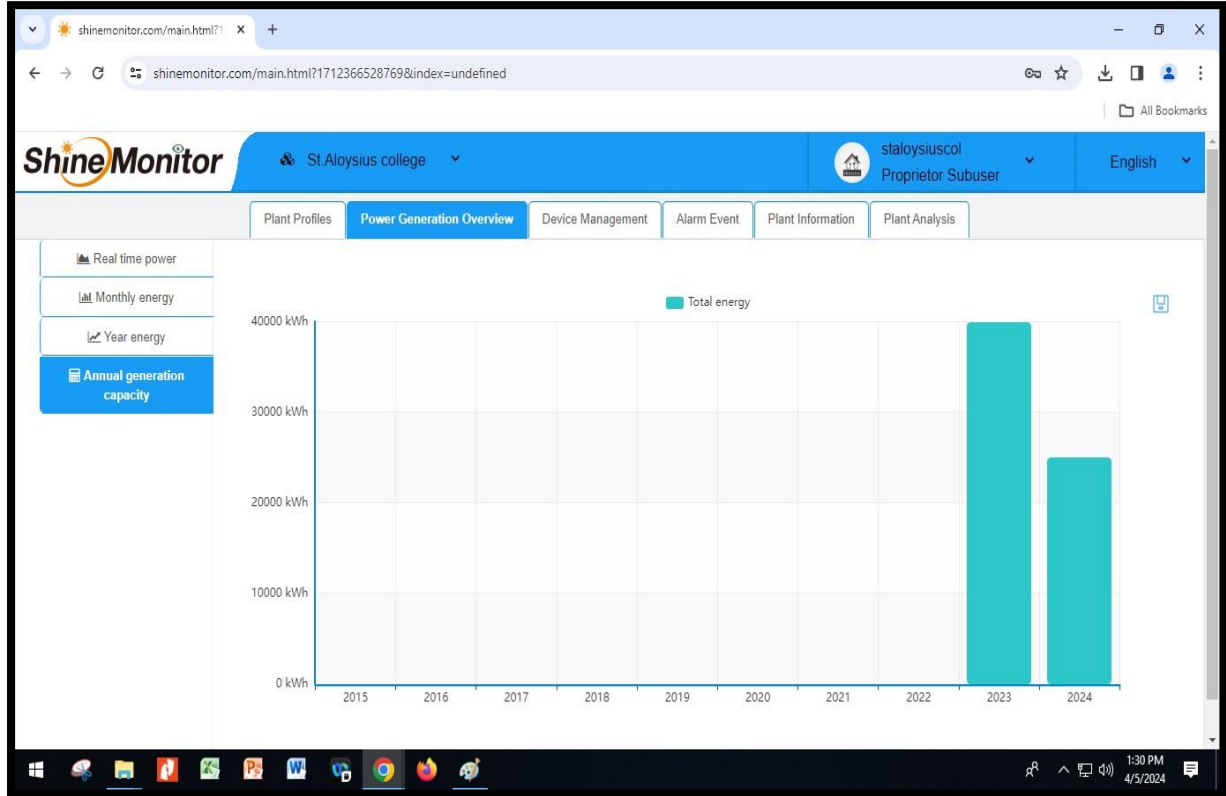 shinemonitor.com/main.html?1
shinemonitor.com/main.html?1712366528769&index=undefined
All Bookmarks
ShineMonitor
St.Aloysius college
staloysiuscol
Proprietor Subuser
English
Plant Profiles
Power Generation Overview
Device Management
Alarm Event
Plant Information
Plant Analysis
Real time power
Monthly energy
Year energy
Annual generation
capacity
Total energy
40000 kWh
30000 kWh
20000 kWh
10000 kWh
0 kWh
2015 2016 2017 2018 2019 2020 2021 2022 2023 2024
1:30 PM
4/5/2024